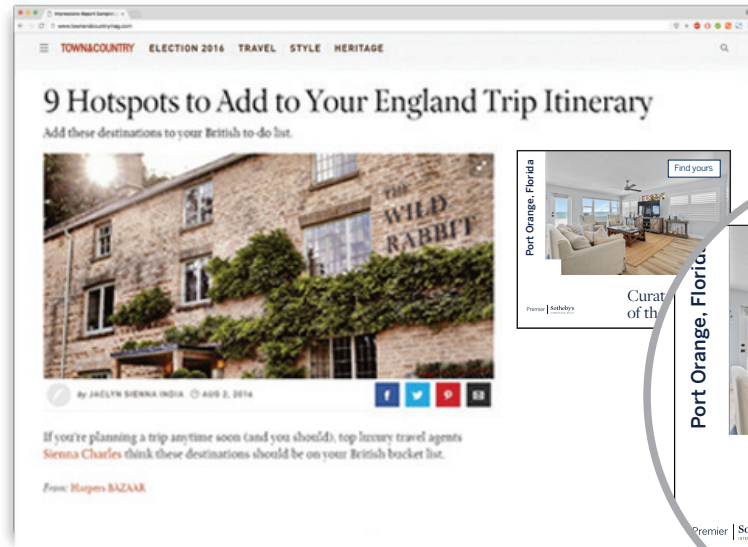 www.townandcountrymag.com
TOWN&COUNTRY ELECTION 2016 TRAVEL STYLE HERITAGE
9 Hotspots to Add to Your England Trip Itinerary
Add these destinations to your British to-do list.
THE
WILD
RABBIT
By JACLYN SIENNA INDIA AUG 2, 2016
If you're planning a trip anytime soon (and you should), top luxury travel agents
Sienna Charles think these destinations should be on your British bucket list.
From: Harpers BAZAAR
Port Orange, Florida
Find yours
Curat
of th
Premier | Sotheby's
Port Orange, Florida
Premier | So